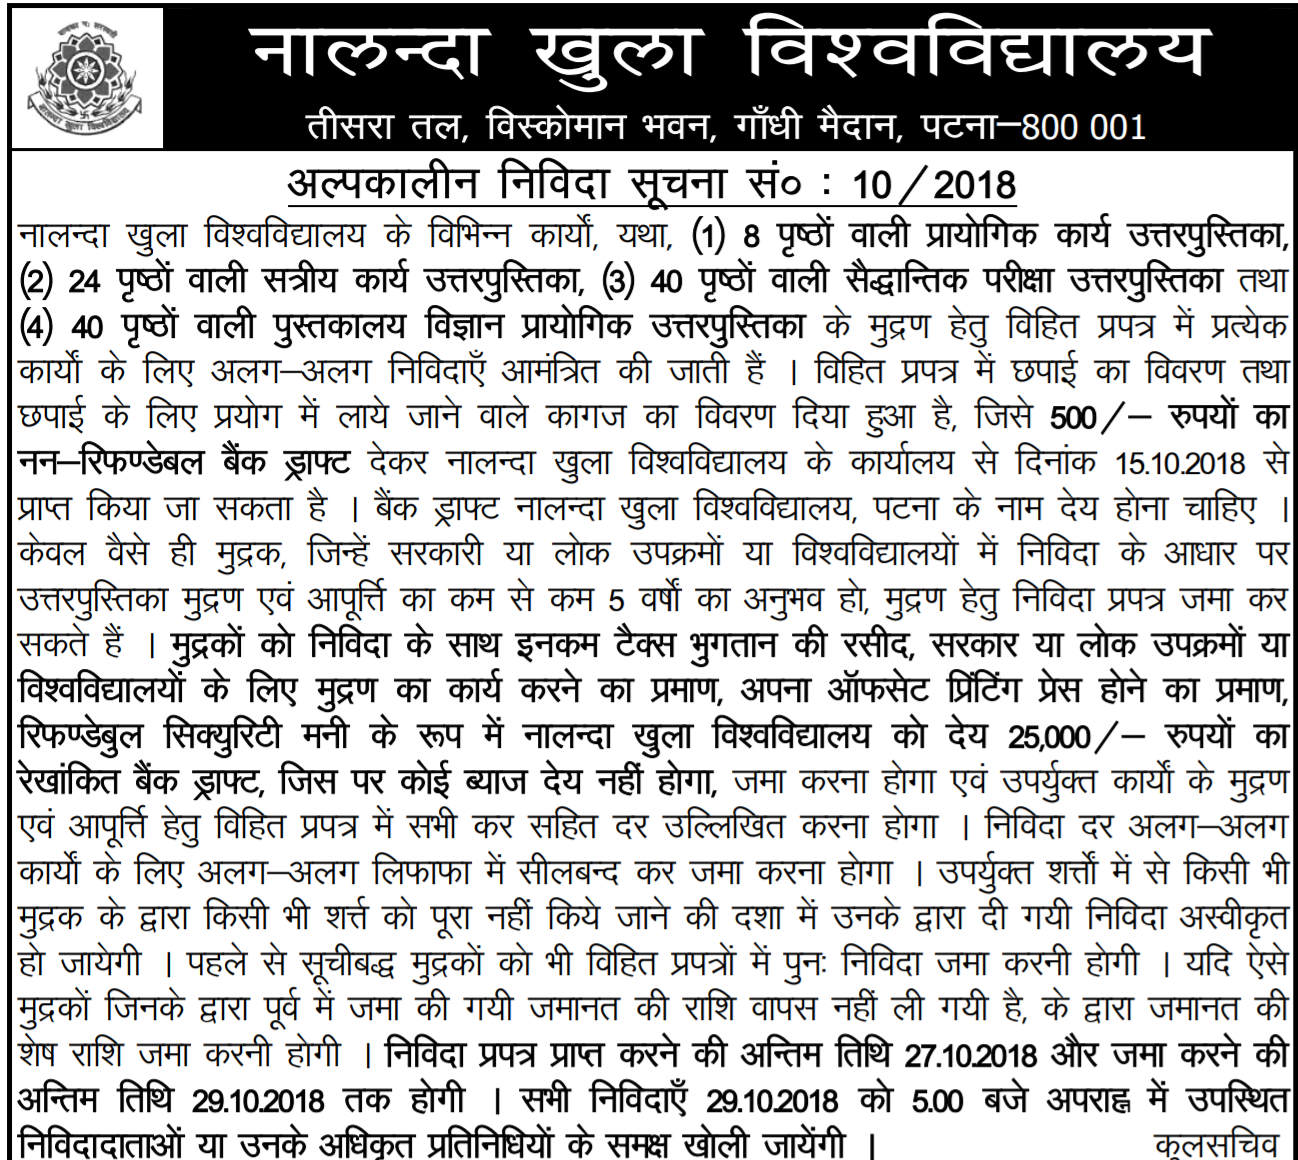 नालन्दा खुला विश्वविद्यालय
तीसरा तल, विस्कोमान भवन, गाँधी मैदान, पटना–800 001
अल्पकालीन निविदा सूचना सं० : 10/2018
नालन्दा खुला विश्वविद्यालय के विभिन्न कार्यों, यथा, (1) 8 पृष्ठों वाली प्रायोगिक कार्य उत्तरपुस्तिका,
(2) 24 पृष्ठों वाली सत्रीय कार्य उत्तरपुस्तिका, (3) 40 पृष्ठों वाली सैद्धान्तिक परीक्षा उत्तरपुस्तिका तथा
(4) 40 पृष्ठों वाली पुस्तकालय विज्ञान प्रायोगिक उत्तरपुस्तिका के मुद्रण हेतु विहित प्रपत्र में प्रत्येक
कार्यों के लिए अलग–अलग निविदाएँ आमंत्रित की जाती हैं । विहित प्रपत्र में छपाई का विवरण तथा
छपाई के लिए प्रयोग में लाये जाने वाले कागज का विवरण दिया हुआ है, जिसे 500/– रुपयों का
नन–रिफण्डेबल बैंक ड्राफ्ट देकर नालन्दा खुला विश्वविद्यालय के कार्यालय से दिनांक 15.10.2018 से
प्राप्त किया जा सकता है । बैंक ड्राफ्ट नालन्दा खुला विश्वविद्यालय, पटना के नाम देय होना चाहिए ।
केवल वैसे ही मुद्रक, जिन्हें सरकारी या लोक उपक्रमों या विश्वविद्यालयों में निविदा के आधार पर
उत्तरपुस्तिका मुद्रण एवं आपूर्त्ति का कम से कम 5 वर्षों का अनुभव हो, मुद्रण हेतु निविदा प्रपत्र जमा कर
सकते हैं । मुद्रकों को निविदा के साथ इनकम टैक्स भुगतान की रसीद, सरकार या लोक उपक्रमों या
विश्वविद्यालयों के लिए मुद्रण का कार्य करने का प्रमाण, अपना ऑफसेट प्रिंटिंग प्रेस होने का प्रमाण,
रिफण्डेबुल सिक्युरिटी मनी के रूप में नालन्दा खुला विश्वविद्यालय को देय 25,000/– रुपयों का
रेखांकित बैंक ड्राफ्ट, जिस पर कोई ब्याज देय नहीं होगा, जमा करना होगा एवं उपर्युक्त कार्यों के मुद्रण
एवं आपूर्त्ति हेतु विहित प्रपत्र में सभी कर सहित दर उल्लिखित करना होगा । निविदा दर अलग–अलग
कार्यों के लिए अलग–अलग लिफाफा में सीलबन्द कर जमा करना होगा । उपर्युक्त शर्त्तों में से किसी भी
मुद्रक के द्वारा किसी भी शर्त्त को पूरा नहीं किये जाने की दशा में उनके द्वारा दी गयी निविदा अस्वीकृत
हो जायेगी । पहले से सूचीबद्ध मुद्रकों को भी विहित प्रपत्रों में पुनः निविदा जमा करनी होगी । यदि ऐसे
मुद्रकों जिनके द्वारा पूर्व में जमा की गयी जमानत की राशि वापस नहीं ली गयी है, के द्वारा जमानत की
शेष राशि जमा करनी होगी । निविदा प्रपत्र प्राप्त करने की अन्तिम तिथि 27.10.2018 और जमा करने की
अन्तिम तिथि 29.10.2018 तक होगी । सभी निविदाएँ 29.10.2018 को 5.00 बजे अपराह्न में उपस्थित
निविदादाताओं या उनके अधिकृत प्रतिनिधियों के समक्ष खोली जायेंगी । कुलसचिव